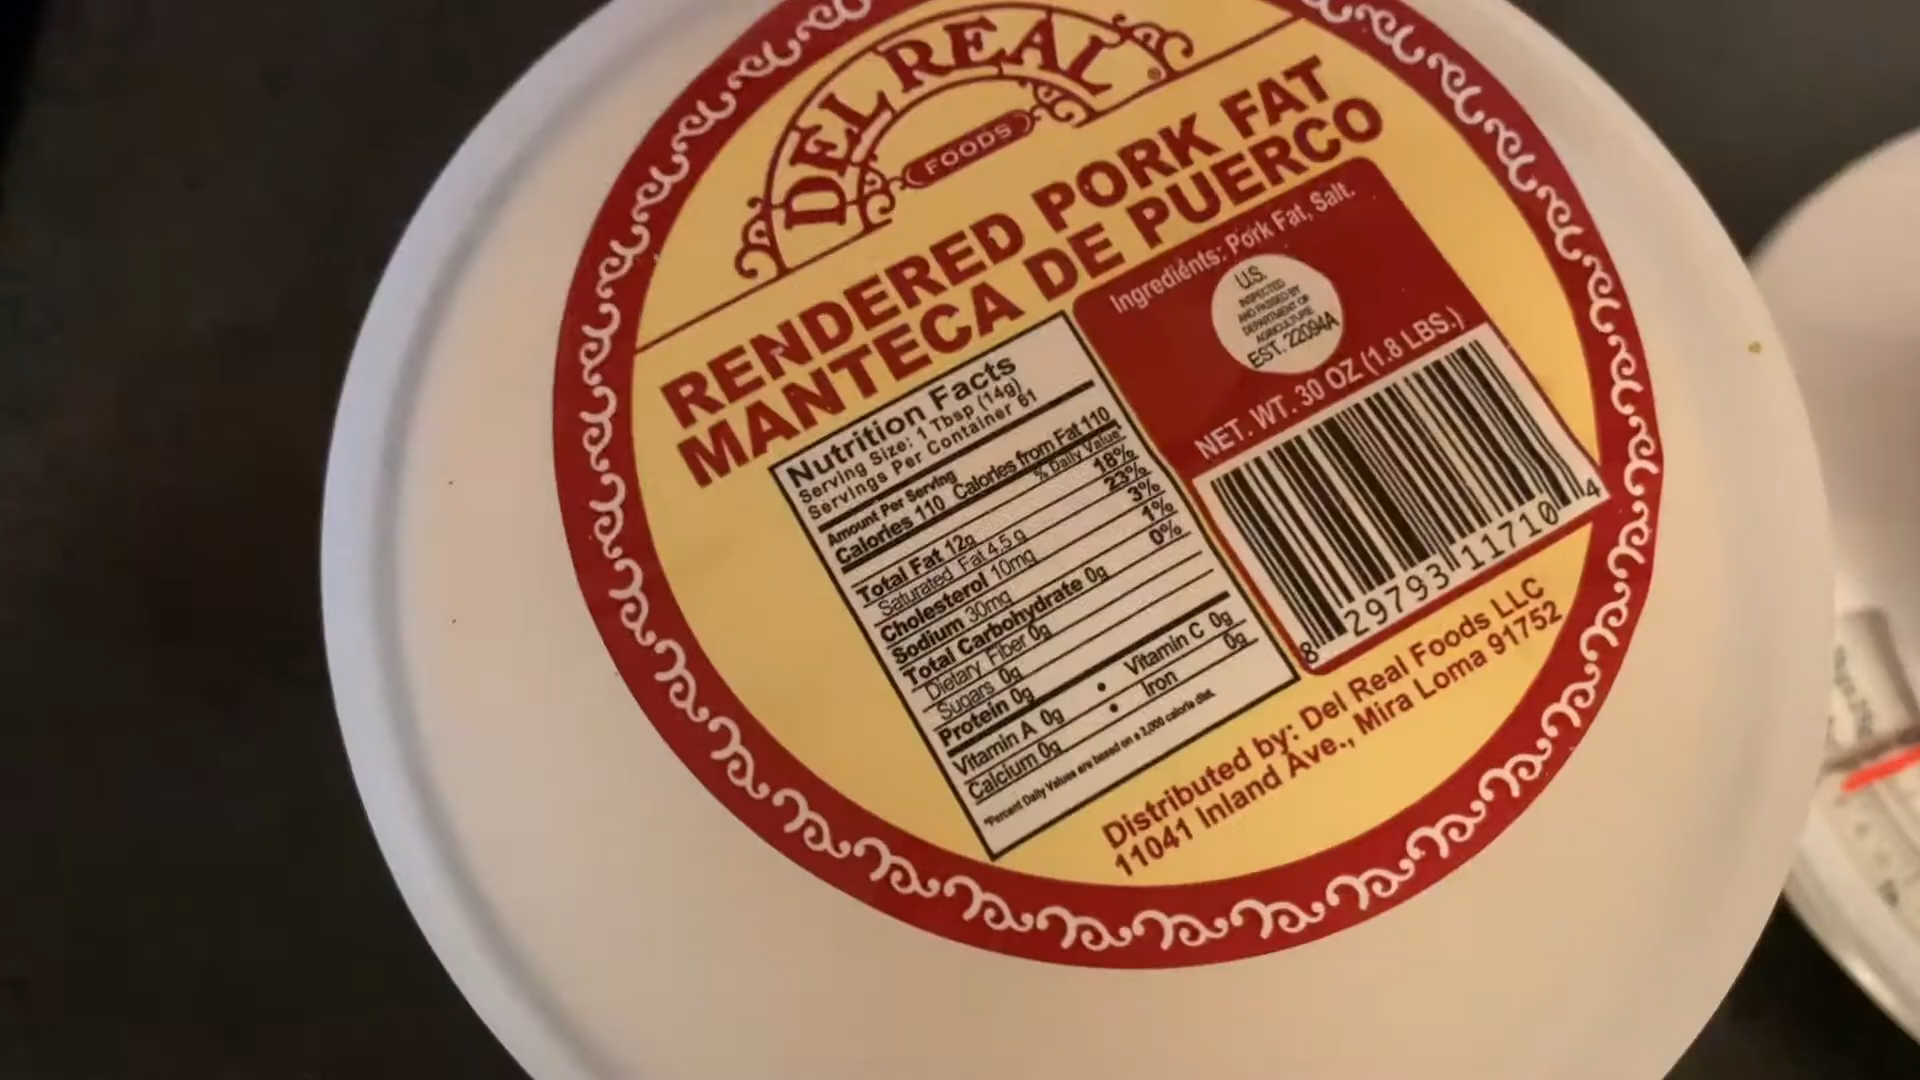 DEL REAL®
FOODS
RENDERED PORK FAT
MANTECA DE PUERCO
Ingredients: Pork Fat, Salt.
U.S.
INSPECTED
AND PASSED BY
DEPARTMENT OF
AGRICULTURE
EST. 22094A
NET. WT. 30 OZ (1.8 LBS.)
Nutrition Facts
Serving Size: 1 Tbsp (14g)
Servings Per Container 61
Amount Per Serving
Calories 110 Calories from Fat 110
% Daily Value*
Total Fat 12g 18%
Saturated Fat 4.5 g 23%
Cholesterol 10mg 3%
Sodium 30mg 1%
Total Carbohydrate 0g 0%
Dietary Fiber 0g
Sugars 0g
Protein 0g
Vitamin A 0g • Vitamin C 0g
Calcium 0g • Iron 0g
*Percent Daily Values are based on a 2,000 calorie diet.
8 29793 11710 4
Distributed by: Del Real Foods LLC
11041 Inland Ave., Mira Loma 91752